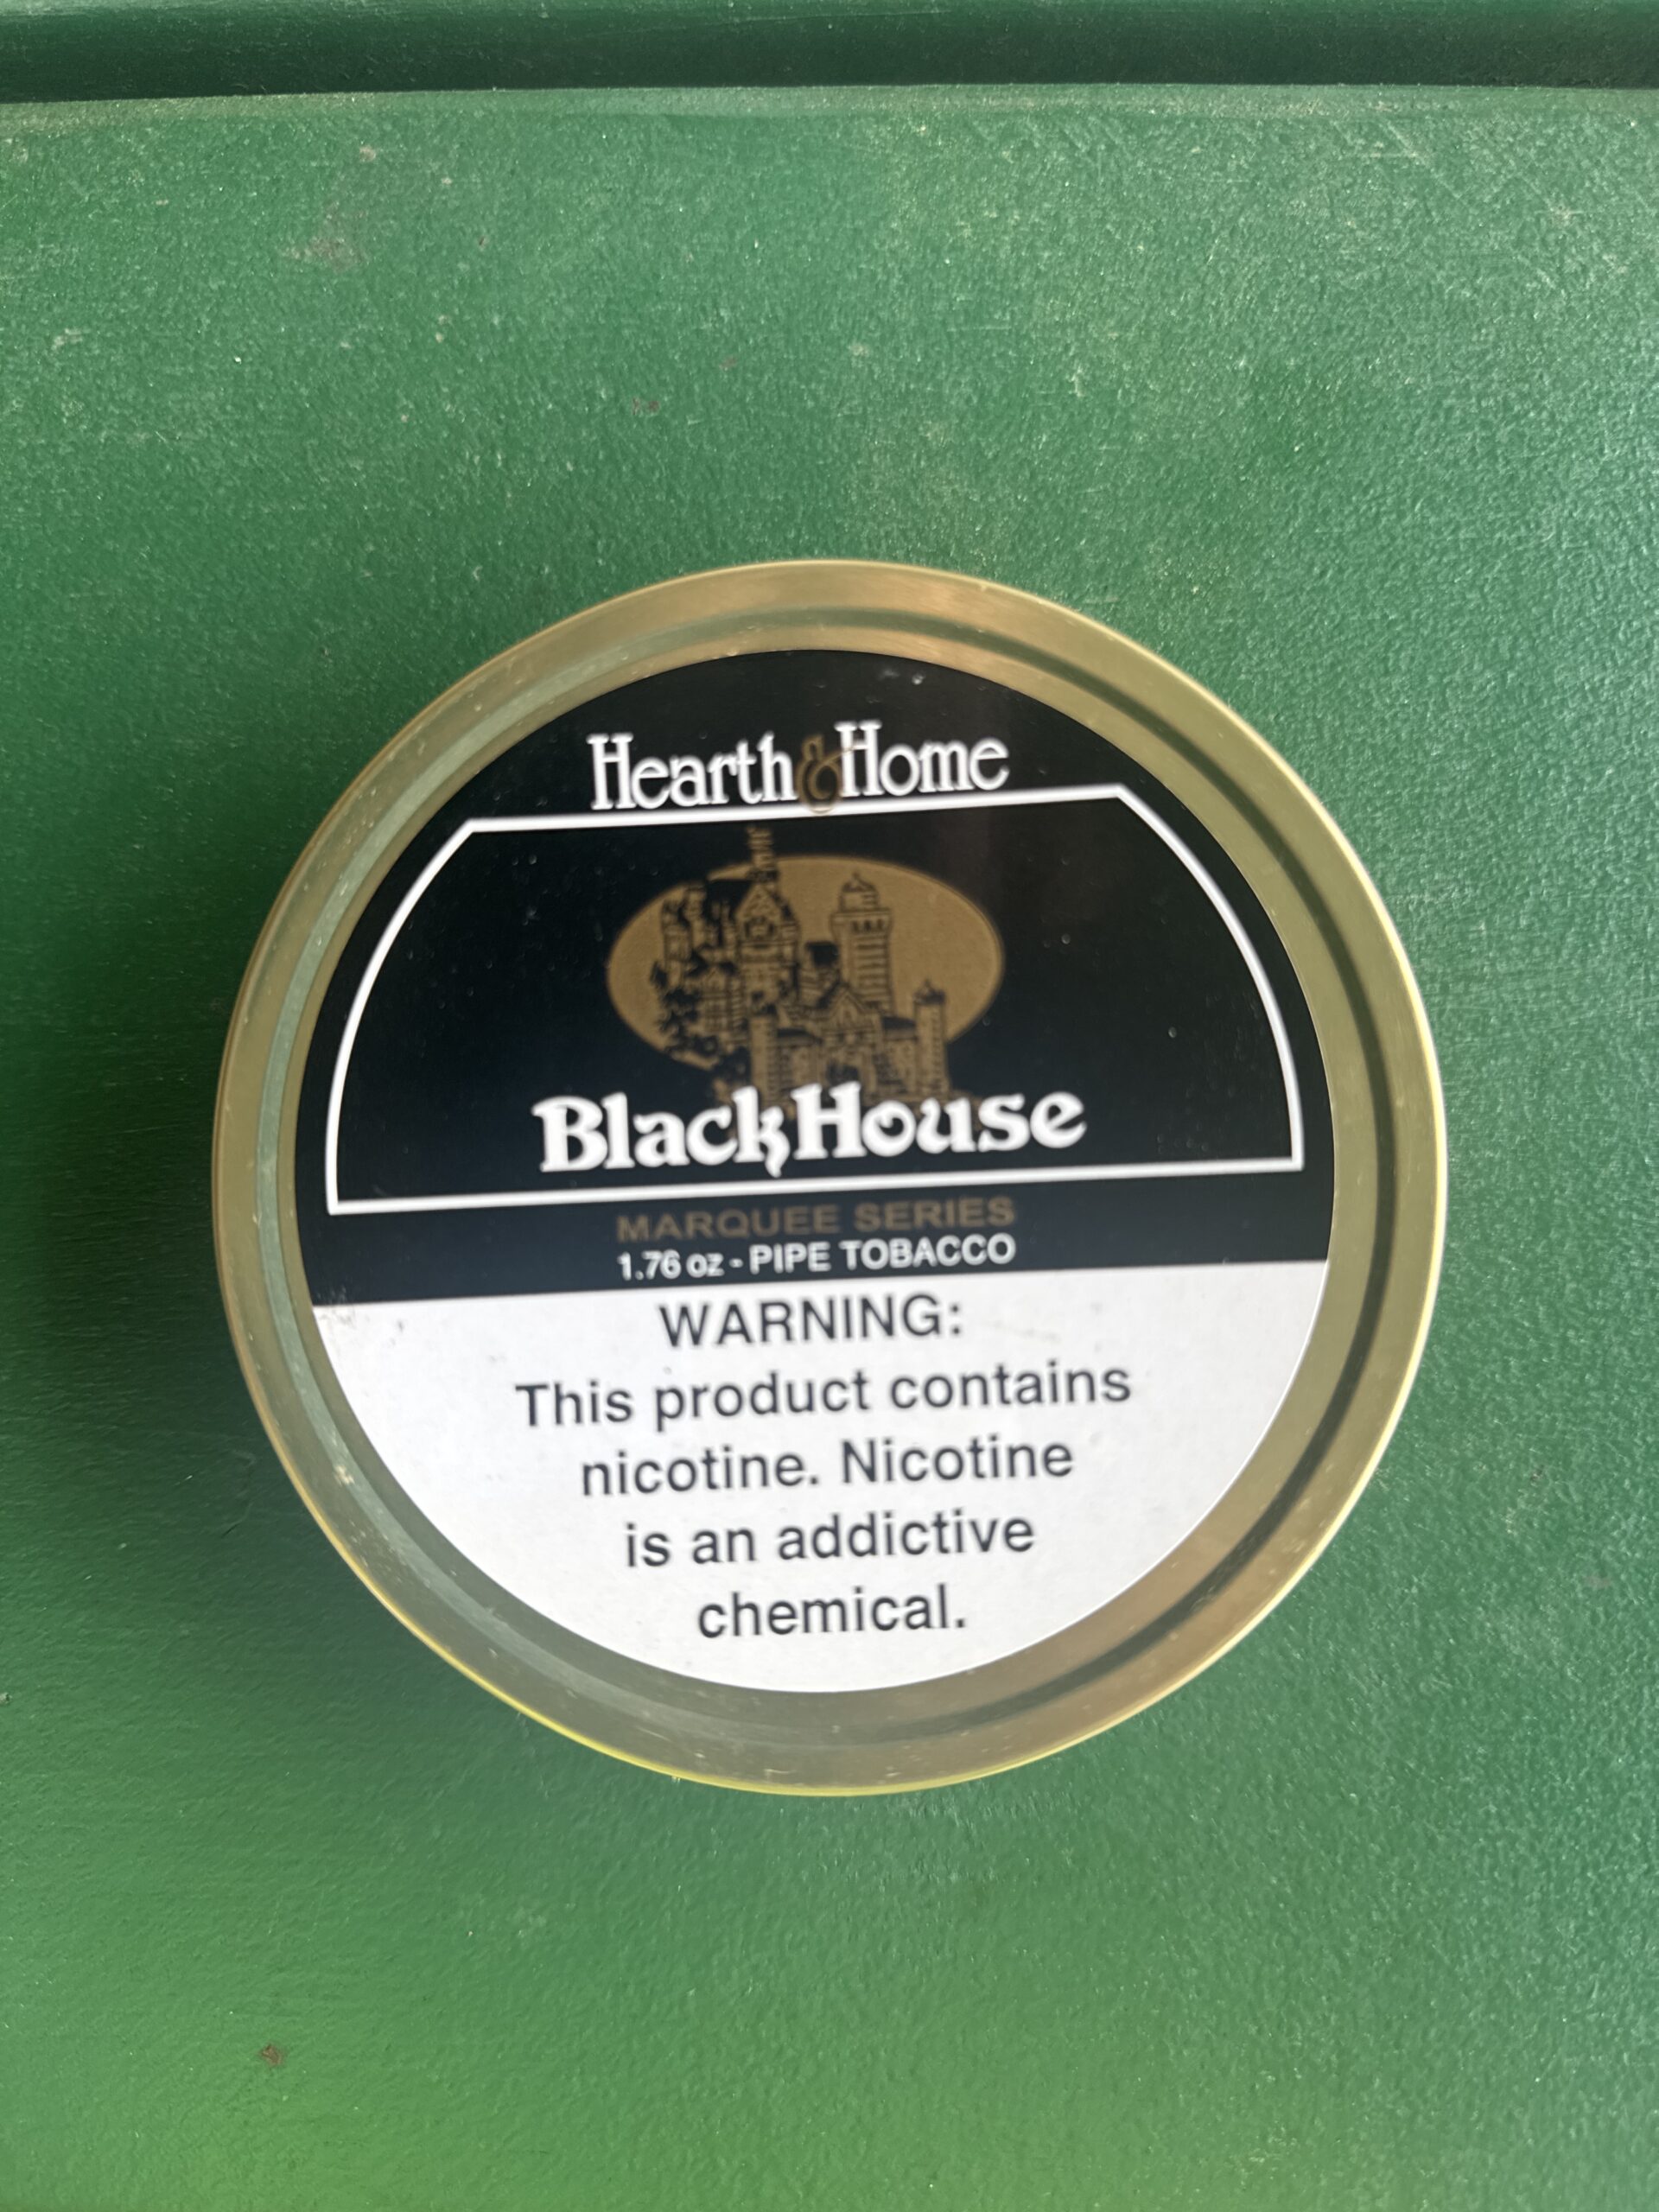 Hearth & Home
BlackHouse
MARQUEE SERIES
1.76 oz - PIPE TOBACCO
WARNING:
This product contains
nicotine. Nicotine
is an addictive
chemical.